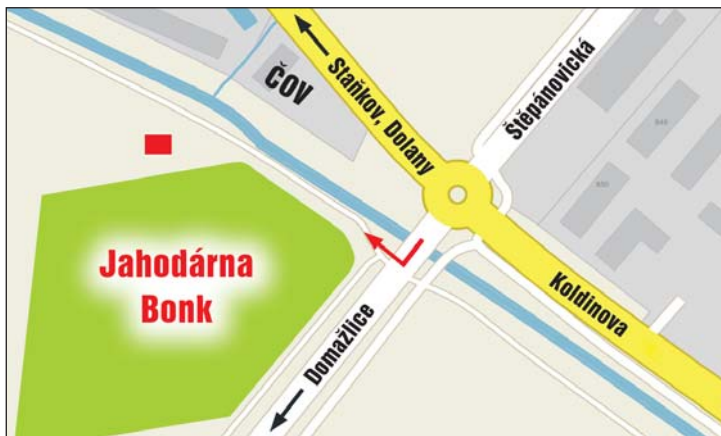 ČOV
Staňkov, Dolany
Štěpánovická
Jahodárna
Bonk
Domažlice
Koldinova